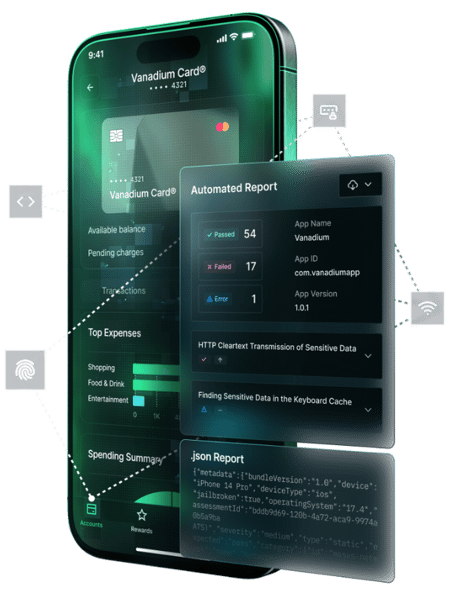 9:41
Vanadium Card®
•••• 4321
•••• 4321
Vanadium Card®
Available balance
Pending charges
Transactions
Top Expenses
Shopping
Food & Drink
Entertainment
0 1K
Spending Summary
Accounts
Rewards
Automated Report
Passed 54
Failed 17
Error 1
App Name
Vanadium
App ID
com.vanadiumapp
App Version
1.0.1
HTTP Cleartext Transmission of Sensitive Data
Finding Sensitive Data in the Keyboard Cache
.json Report
{"metadata":{"bundleVersion":"1.0","device":
"iPhone 14 Pro","deviceType":"ios",
"jailbroken":true,"operatingSystem":"17.4","
assessmentId":"bddb9d69-120b-4a72-aca9-9974a